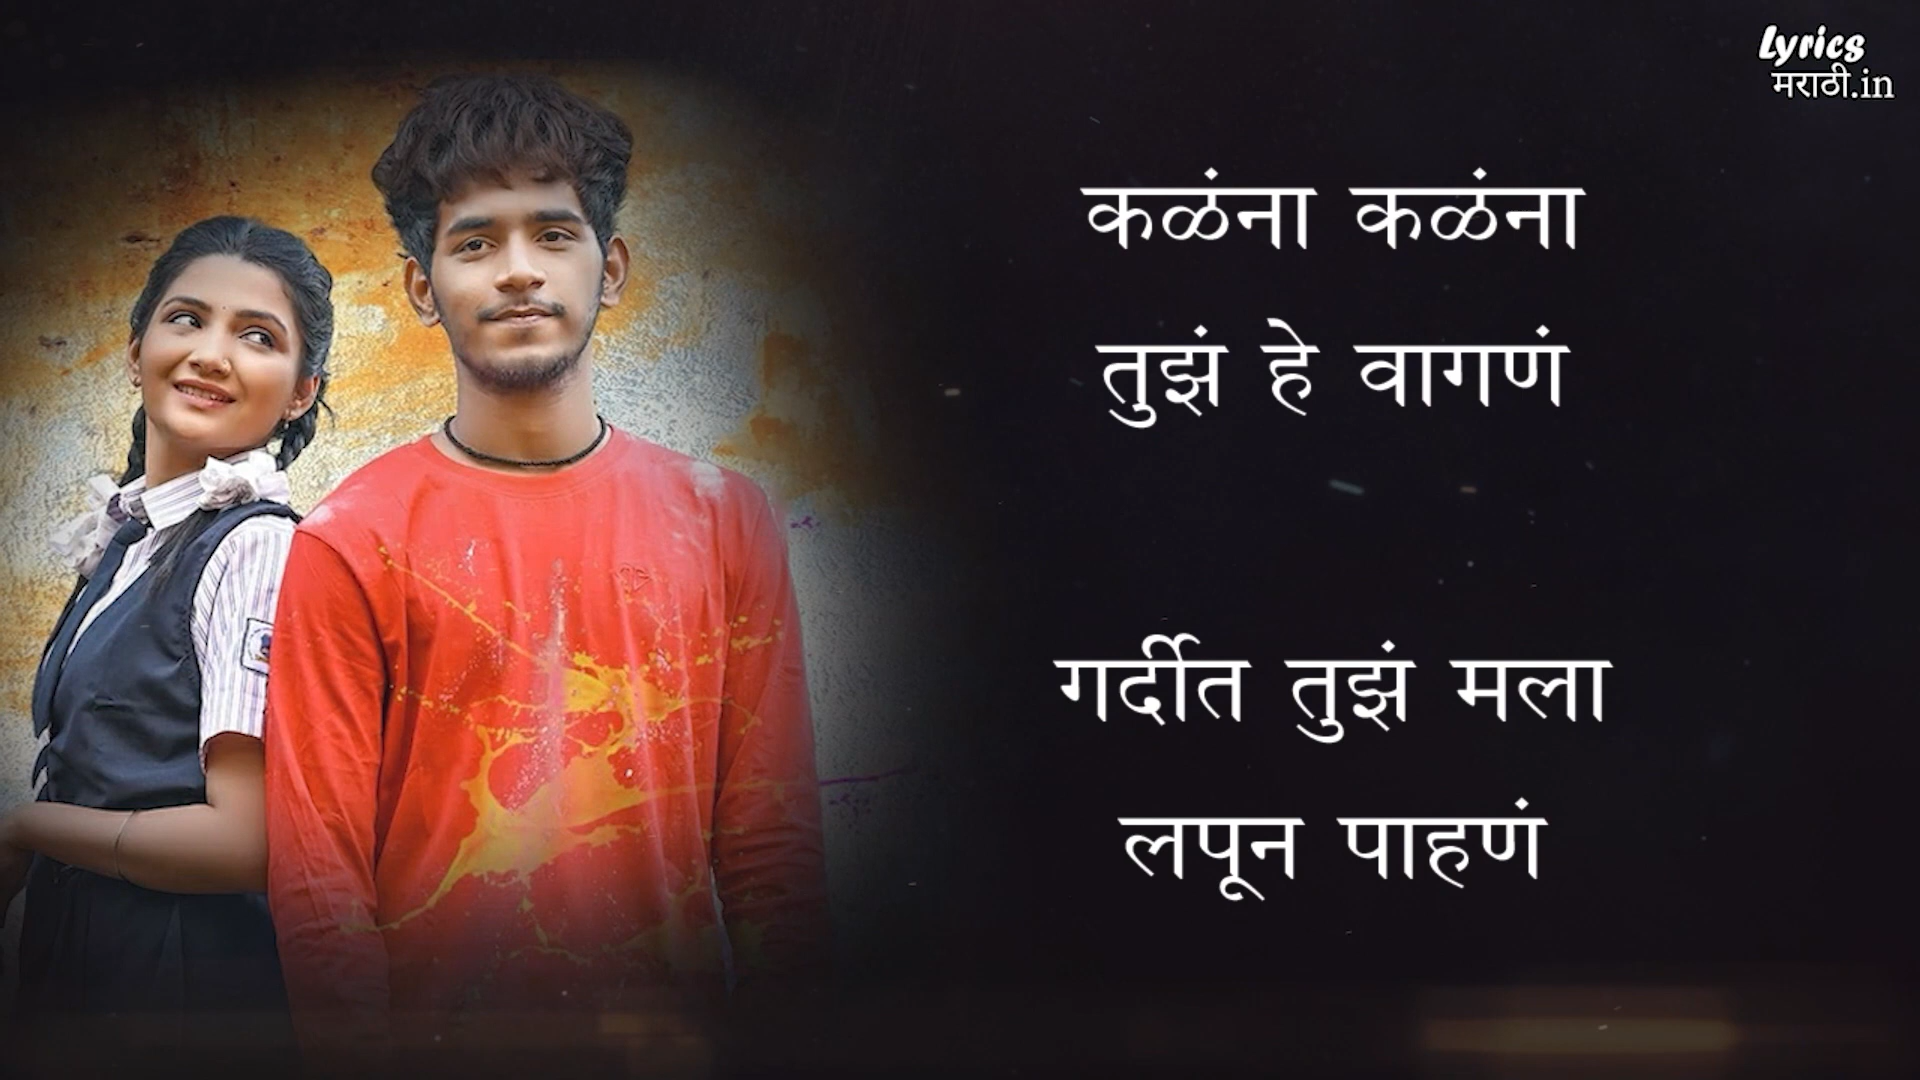 Lyrics
मराठी.in
कळंना कळंना
तुझं हे वागणं
गर्दीत तुझं मला
लपून पाहणं